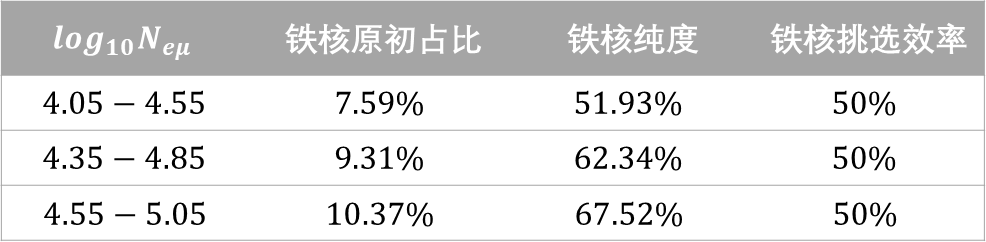 log₁₀N_eμ 铁核原初占比 铁核纯度 铁核挑选效率
4.05 − 4.55 7.59% 51.93% 50%
4.35 − 4.85 9.31% 62.34% 50%
4.55 − 5.05 10.37% 67.52% 50%